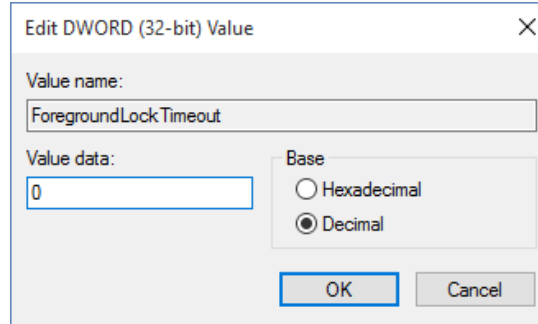 Edit DWORD (32-bit) Value
Value name:
ForegroundLockTimeout
Value data:
0
Base
Hexadecimal
Decimal
OK
Cancel